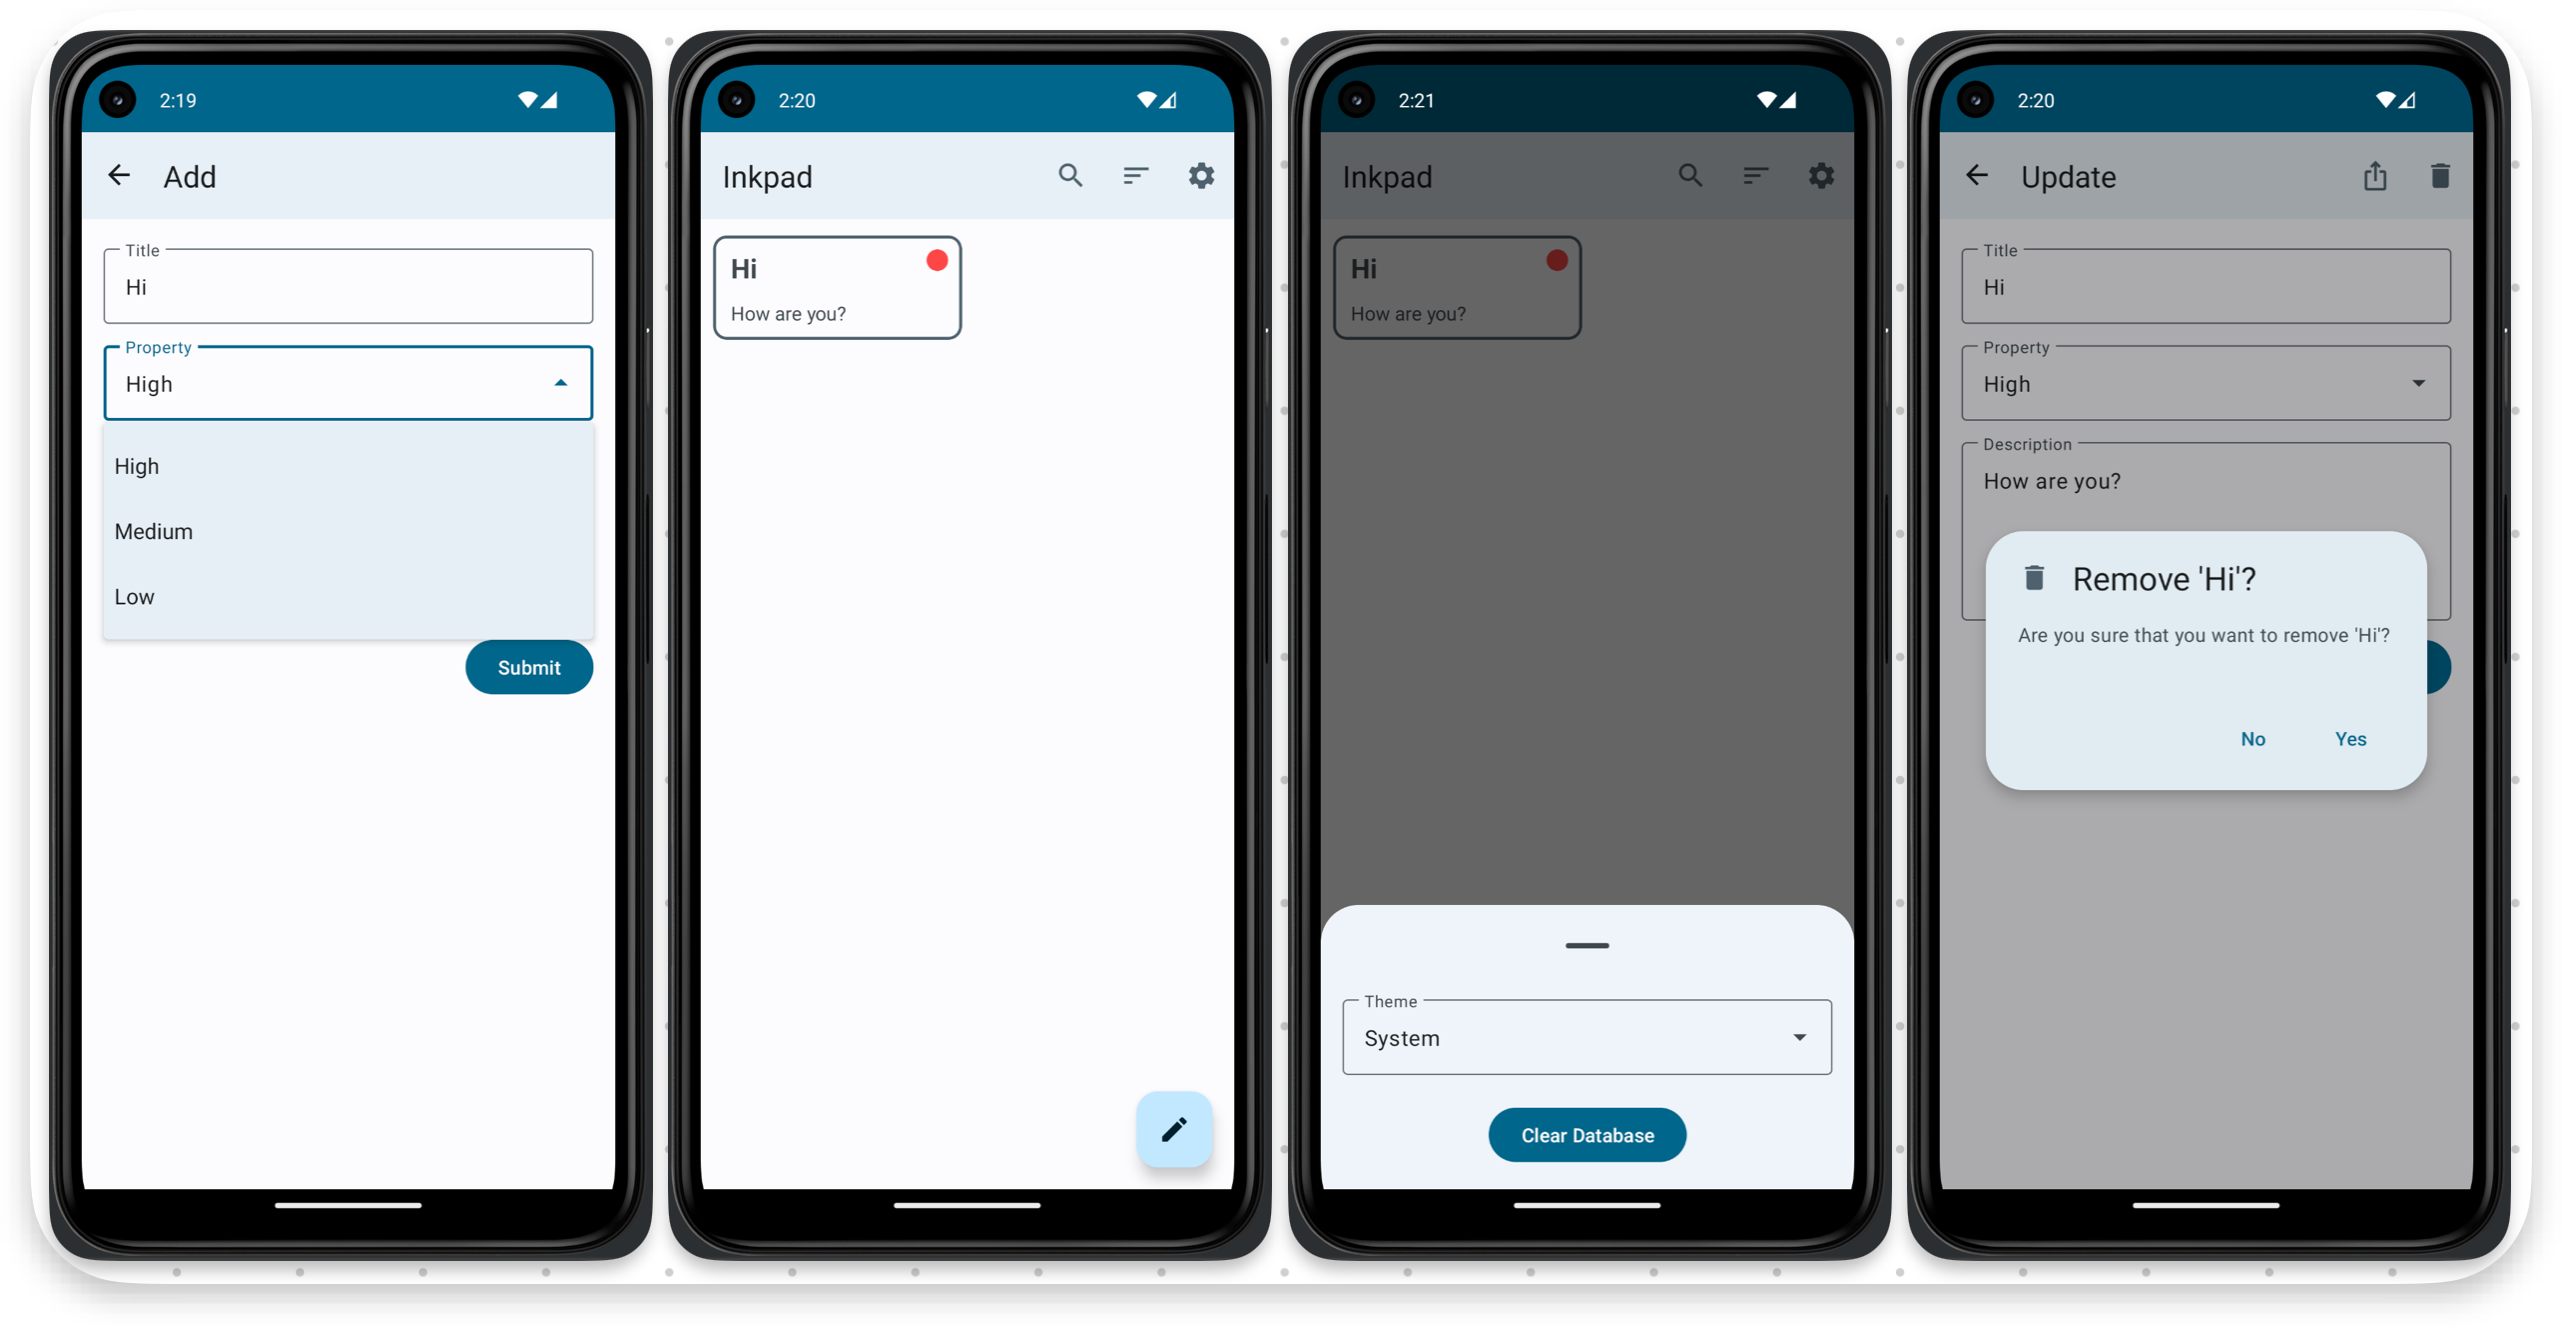 2:19
Add
Title
Hi
Property
High
High
Medium
Low
Submit
2:20
Inkpad
Hi
How are you?
2:21
Inkpad
Hi
How are you?
Theme
System
Clear Database
2:20
Update
Title
Hi
Property
High
Description
How are you?
Remove 'Hi'?
Are you sure that you want to remove 'Hi'?
No Yes